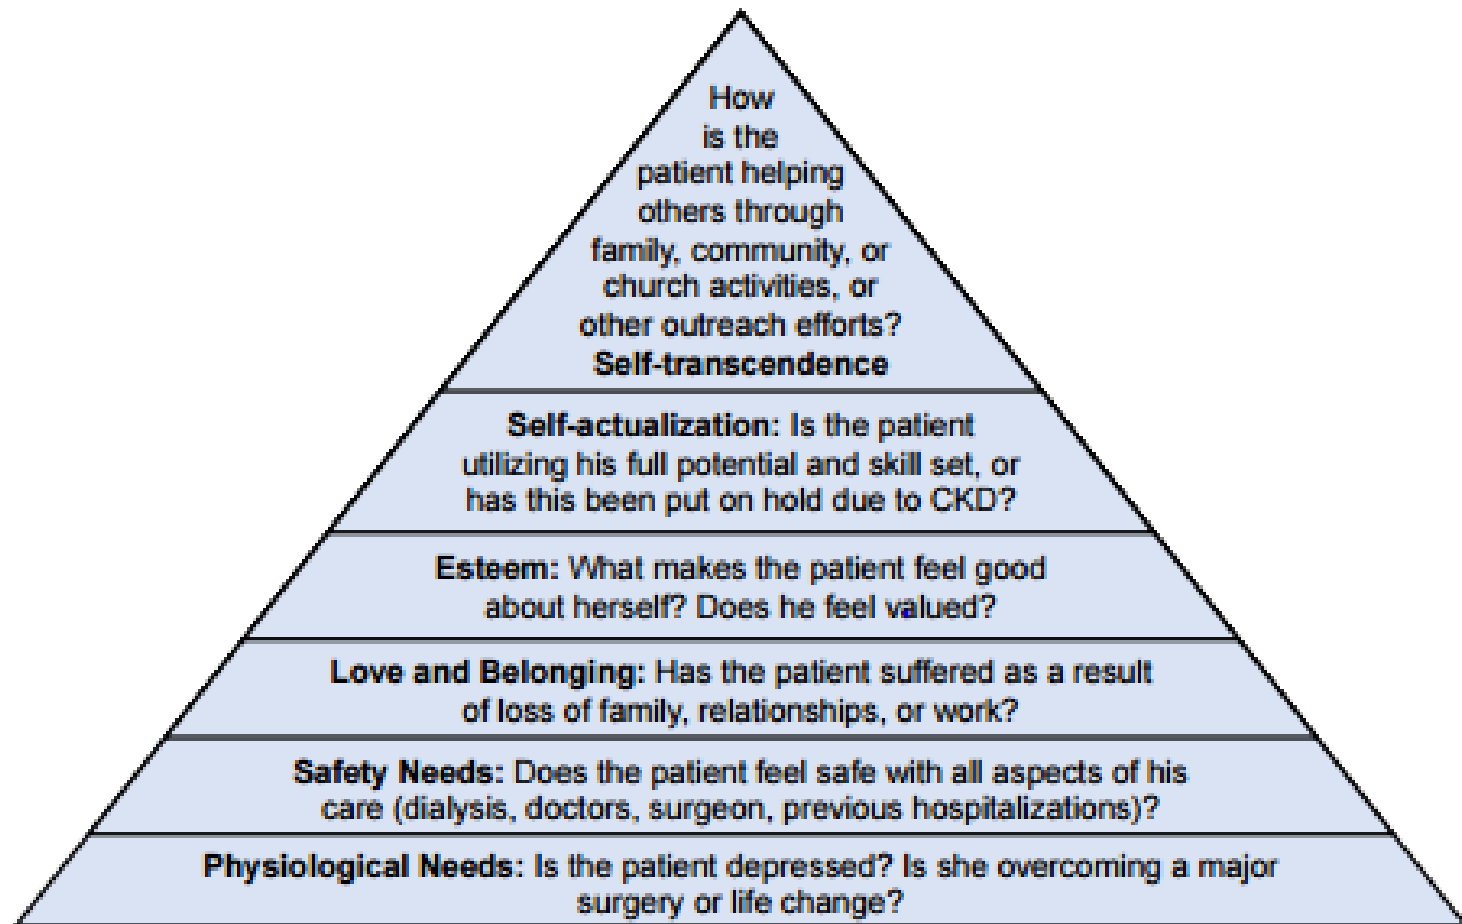 How
is the
patient helping
others through
family, community, or
church activities, or
other outreach efforts?
Self-transcendence
Self-actualization: Is the patient
utilizing his full potential and skill set, or
has this been put on hold due to CKD?
Esteem: What makes the patient feel good
about herself? Does he feel valued?
Love and Belonging: Has the patient suffered as a result
of loss of family, relationships, or work?
Safety Needs: Does the patient feel safe with all aspects of his
care (dialysis, doctors, surgeon, previous hospitalizations)?
Physiological Needs: Is the patient depressed? Is she overcoming a major
surgery or life change?